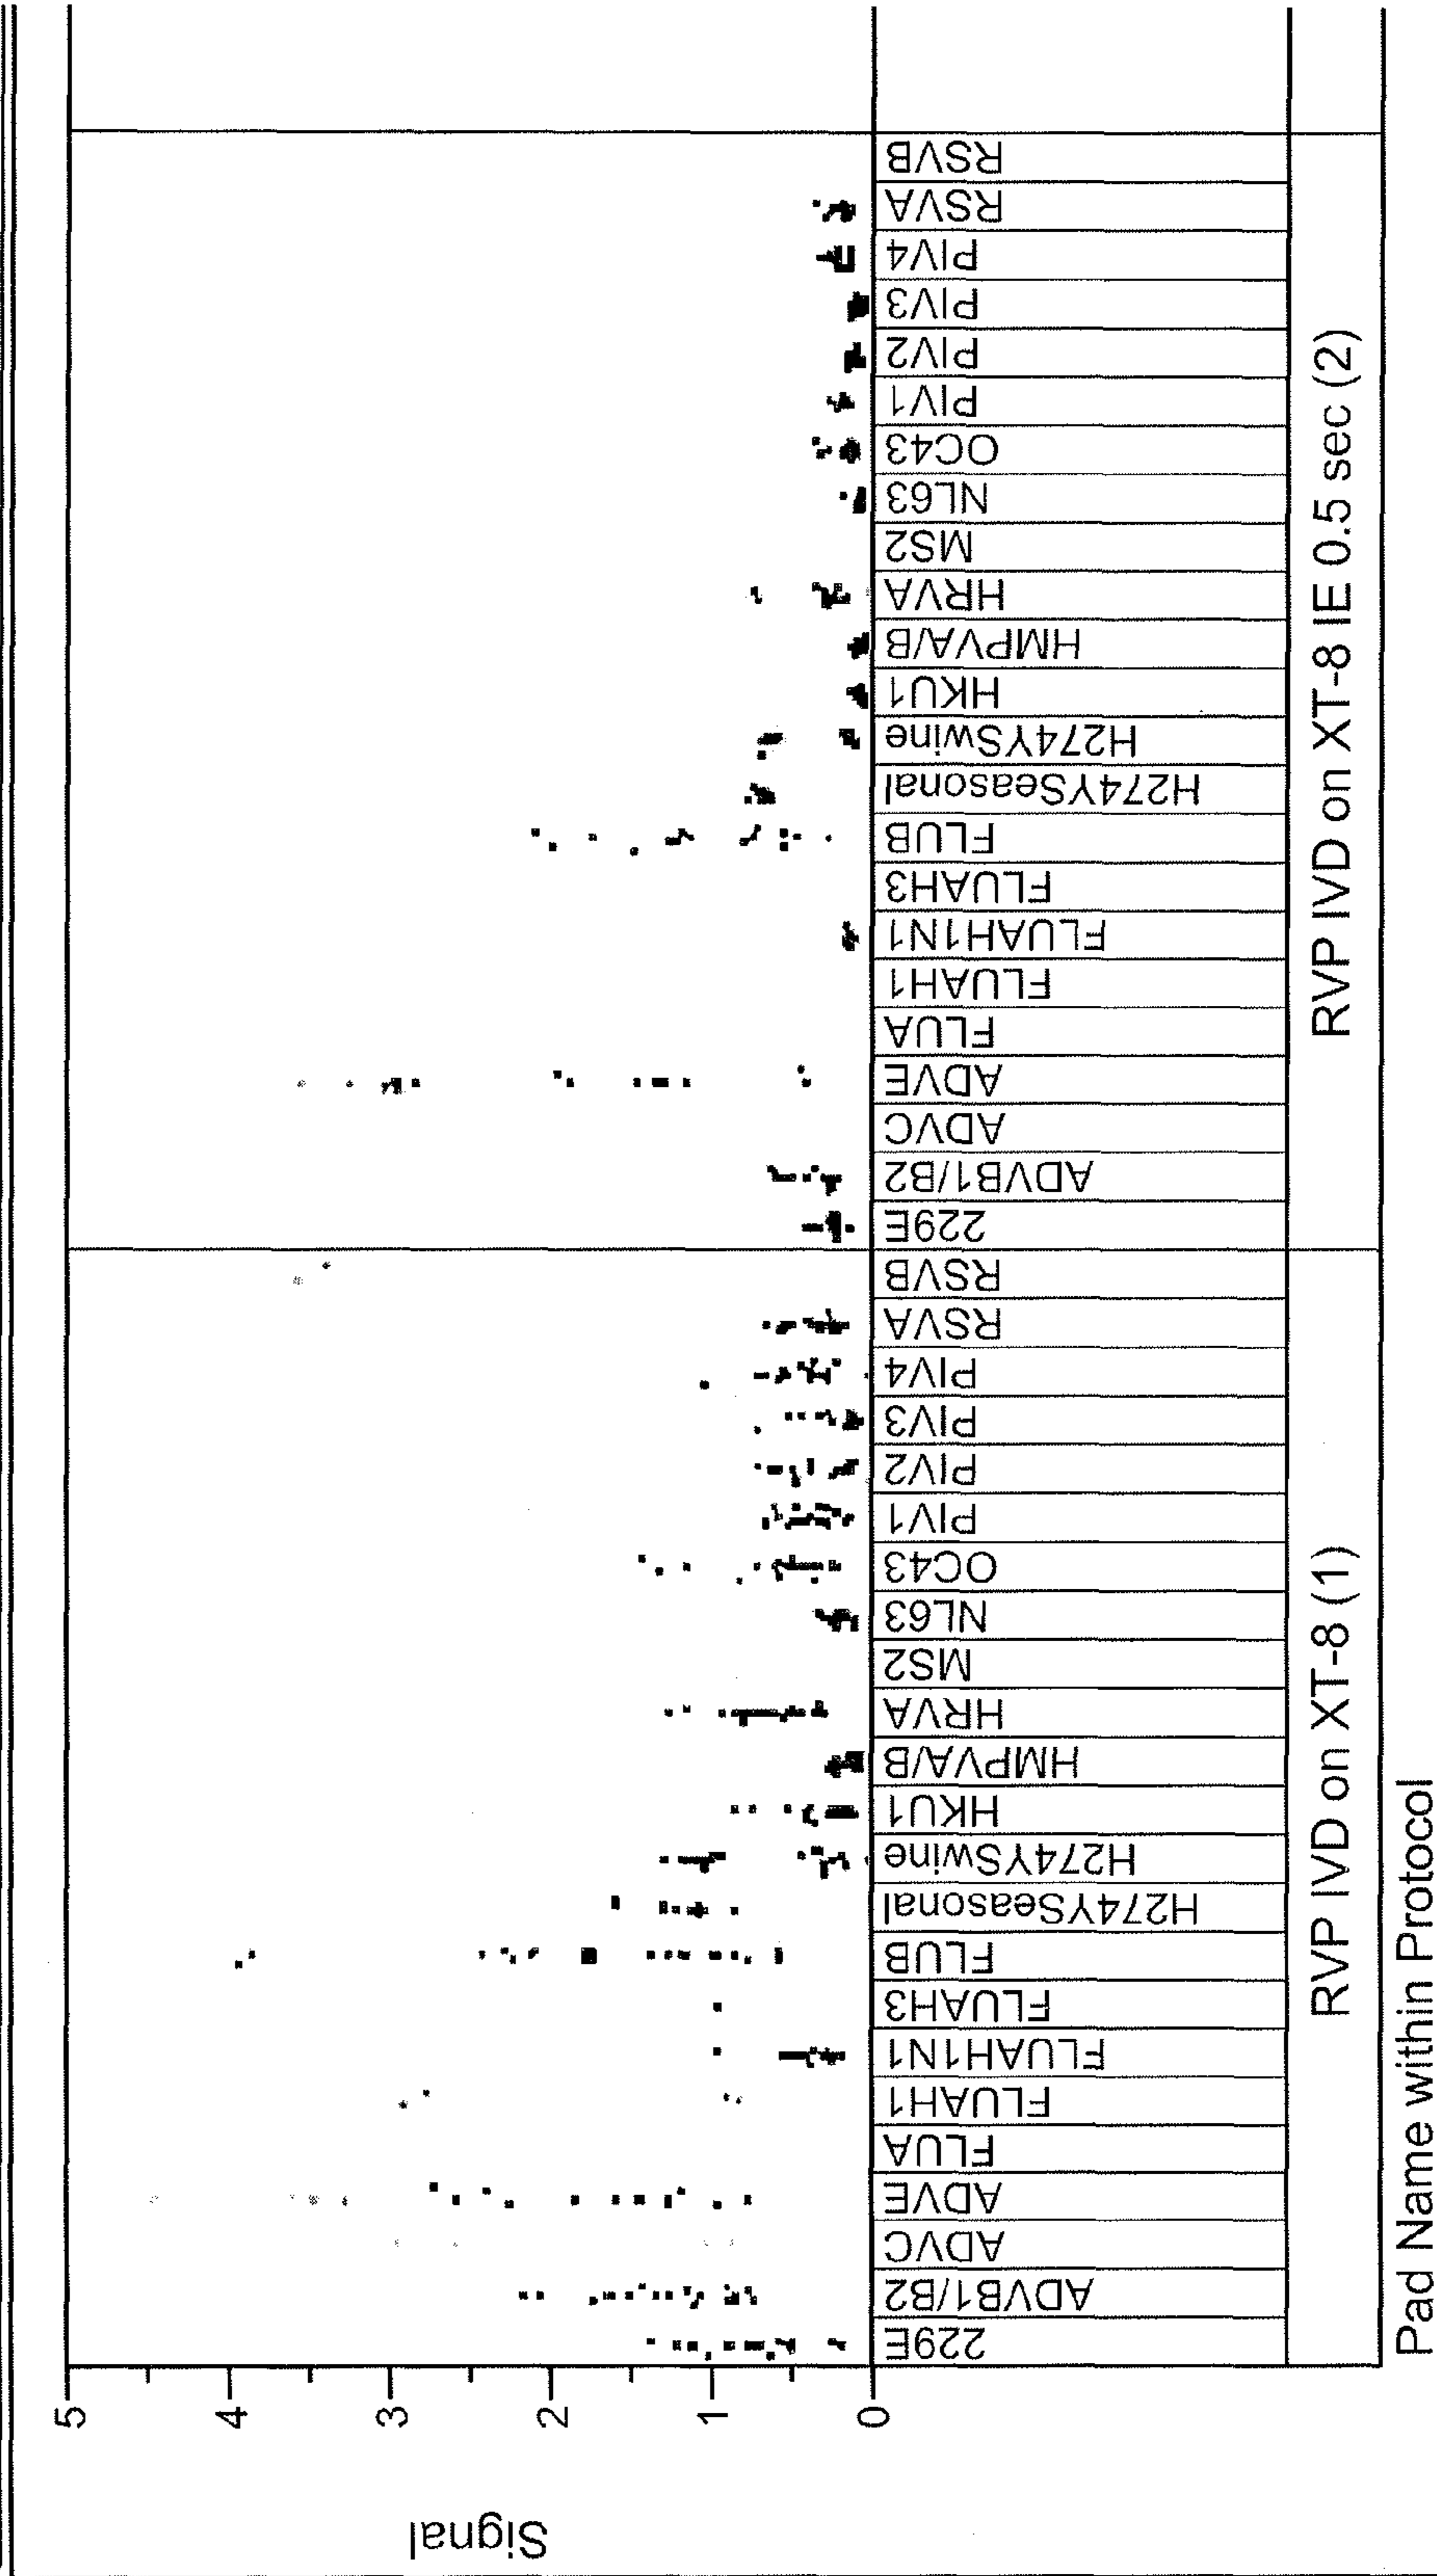 Signal
5
4
3
2
1
0
229E
ADVB1/B2
ADVC
ADVE
FLUA
FLUAH1
FLUAH1N1
FLUAH3
FLUB
H274YSeasonal
H274YSwine
HKU1
HMPVA/B
HRVA
MS2
NL63
OC43
PIV1
PIV2
PIV3
PIV4
RSVA
RSVB
229E
ADVB1/B2
ADVC
ADVE
FLUA
FLUAH1
FLUAH1N1
FLUAH3
FLUB
H274YSeasonal
H274YSwine
HKU1
HMPVA/B
HRVA
MS2
NL63
OC43
PIV1
PIV2
PIV3
PIV4
RSVA
RSVB
RVP IVD on XT-8 (1)
RVP IVD on XT-8 IE 0.5 sec (2)
Pad Name within Protocol